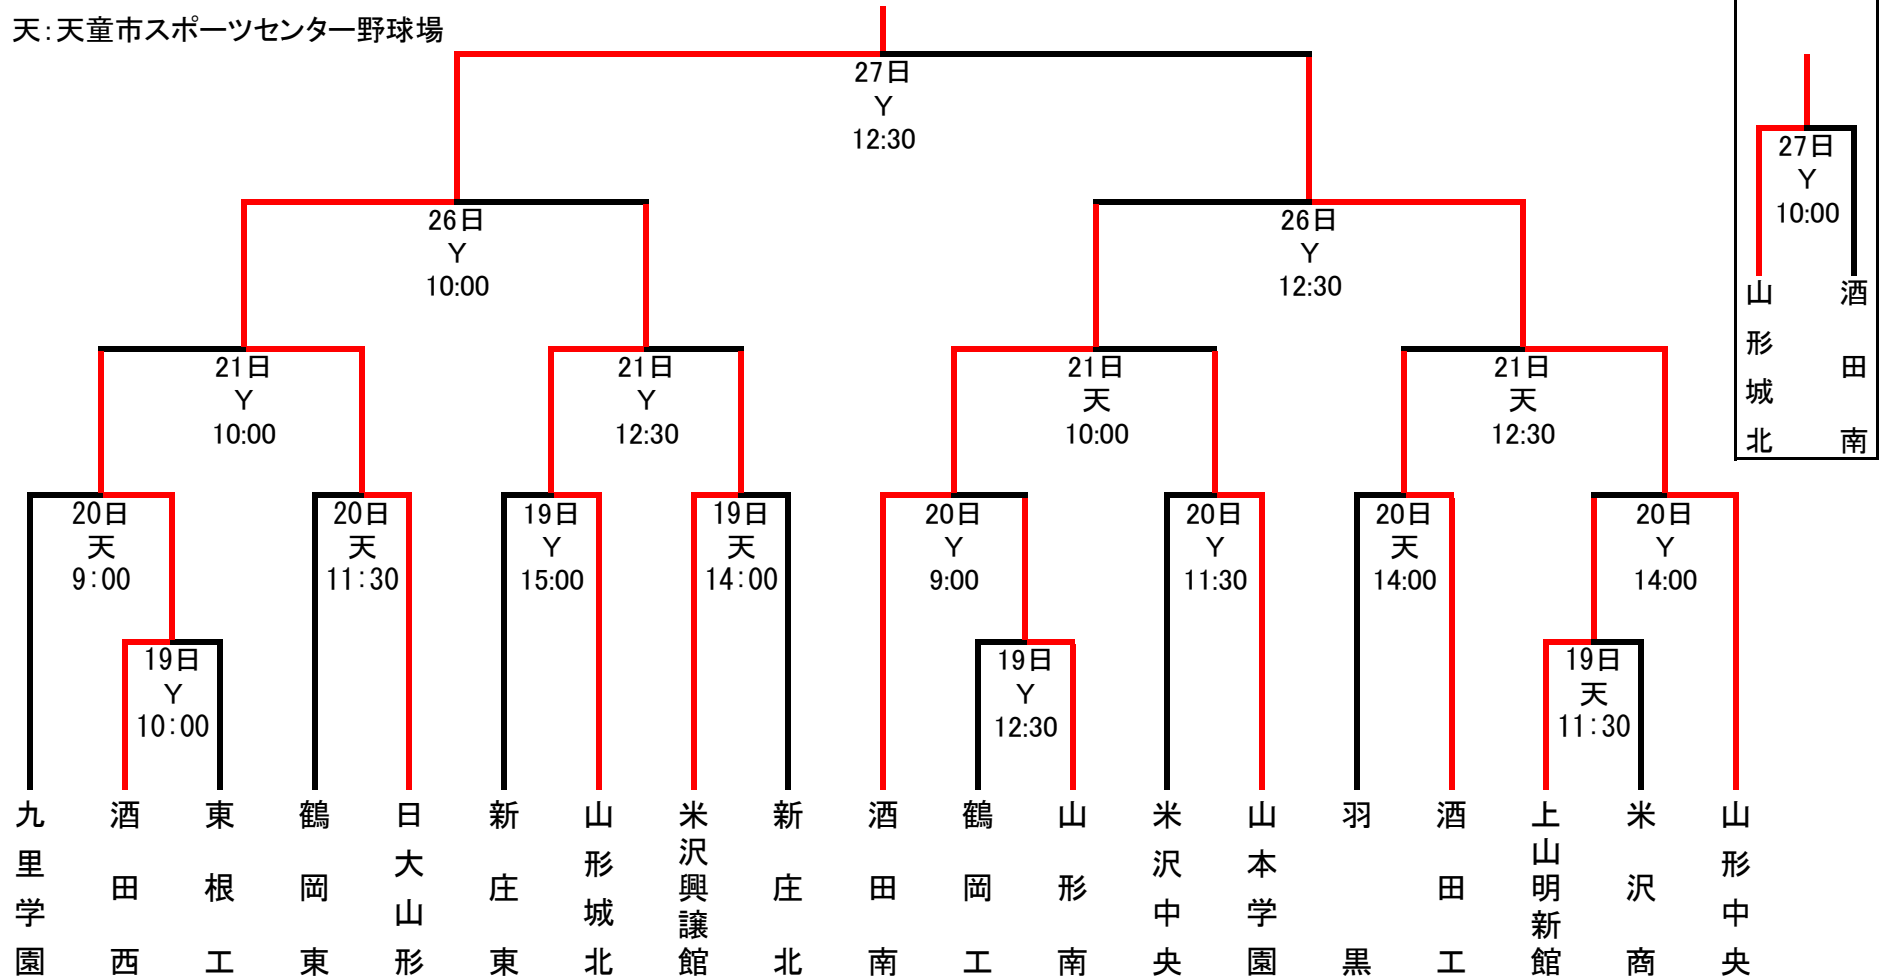 天：天童市スポーツセンター野球場
27日
Y
12:30
27日
Y
10:00
山形城北
酒田南
26日
Y
10:00
26日
Y
12:30
21日
Y
10:00
21日
Y
12:30
21日
天
10:00
21日
天
12:30
20日
天
9：00
20日
天
11：30
19日
Y
15:00
19日
天
14：00
20日
Y
9:00
20日
Y
11:30
20日
天
14:00
20日
Y
14:00
19日
Y
10：00
19日
Y
12:30
19日
天
11：30
九里学園
酒田西
東根工
鶴岡東
日大山形
新庄東
山形城北
米沢興譲館
新庄北
酒田南
鶴岡工
山形南
米沢中央
山本学園
羽黒
酒田工
上山明新館
米沢商
山形中央